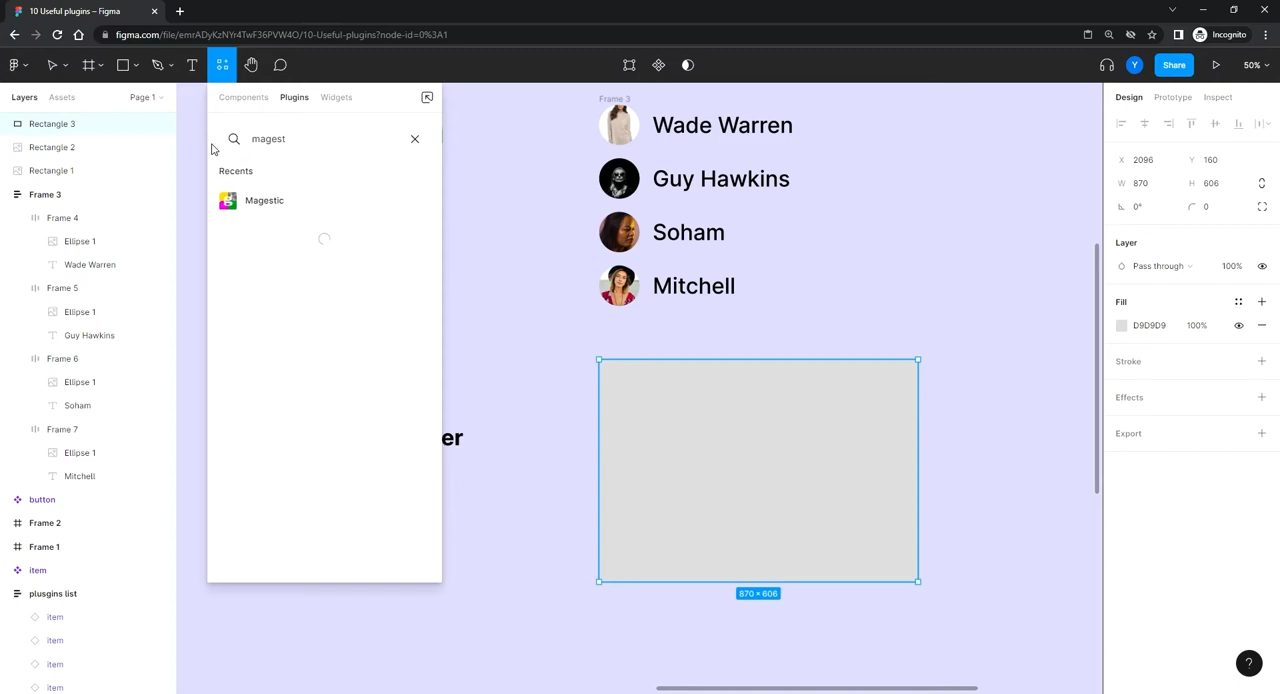 10 Useful plugins – Figma
figma.com/file/emrADyKzNYr4TwF36PVW4O/10-Useful-plugins?node-id=0%3A1
Incognito
Y
Share
50%
Layers
Assets
Page 1
Components
Plugins
Widgets
Design
Prototype
Inspect
magest
Recents
Magestic
Rectangle 3
Rectangle 2
Rectangle 1
Frame 3
Frame 4
Ellipse 1
Wade Warren
Frame 5
Ellipse 1
Guy Hawkins
Frame 6
Ellipse 1
Soham
Frame 7
Ellipse 1
Mitchell
button
Frame 2
Frame 1
item
plusgins list
item
item
item
item
Frame 3
Wade Warren
Guy Hawkins
Soham
Mitchell
er
870 × 606
X 2096 Y 160
W 870 H 606
0° 0
Layer
Pass through 100%
Fill
D9D9D9 100%
Stroke
Effects
Export
?